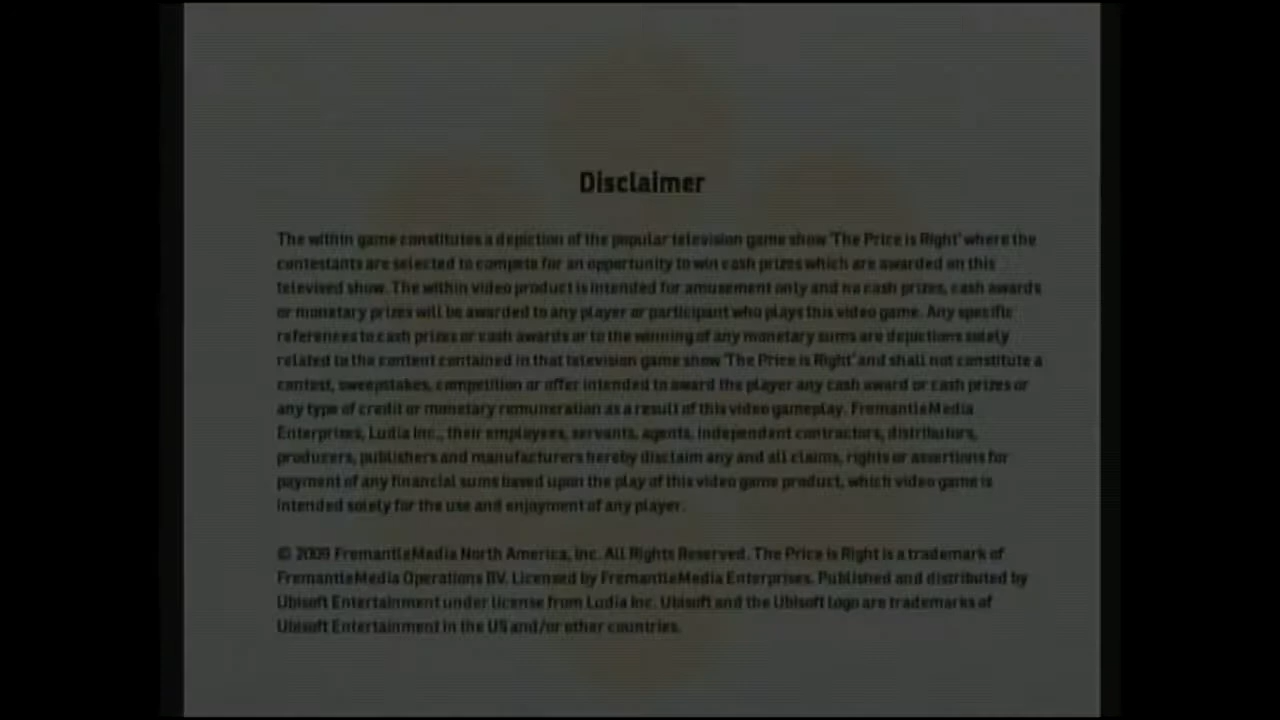 Disclaimer
The within game constitutes a depiction of the popular television game show 'The Price is Right' where the
contestants are selected to compete for an opportunity to win cash prizes which are awarded on this
televised show. The within video product is intended for amusement only and no cash prizes, cash awards
or monetary prizes will be awarded to any player or participant who plays this video game. Any specific
references to cash prizes or cash awards or to the winning of any monetary sums are depictions solely
related to the content contained in that television game show 'The Price is Right' and shall not constitute a
contest, sweepstakes, competition or offer intended to award the player any cash award or cash prizes or
any type of credit or monetary remuneration as a result of this video gameplay. FremantleMedia
Enterprises, Ludia Inc., their employees, servants, agents, independent contractors, distributors,
producers, publishers and manufacturers hereby disclaim any and all claims, rights or assertions for
payment of any financial sums based upon the play of this video game product, which video game is
intended solely for the use and enjoyment of any player.
© 2009 FremantleMedia North America, Inc. All Rights Reserved. The Price is Right is a trademark of
FremantleMedia Operations BV. Licensed by FremantleMedia Enterprises. Published and distributed by
Ubisoft Entertainment under license from Ludia Inc. Ubisoft and the Ubisoft logo are trademarks of
Ubisoft Entertainment in the US and/or other countries.